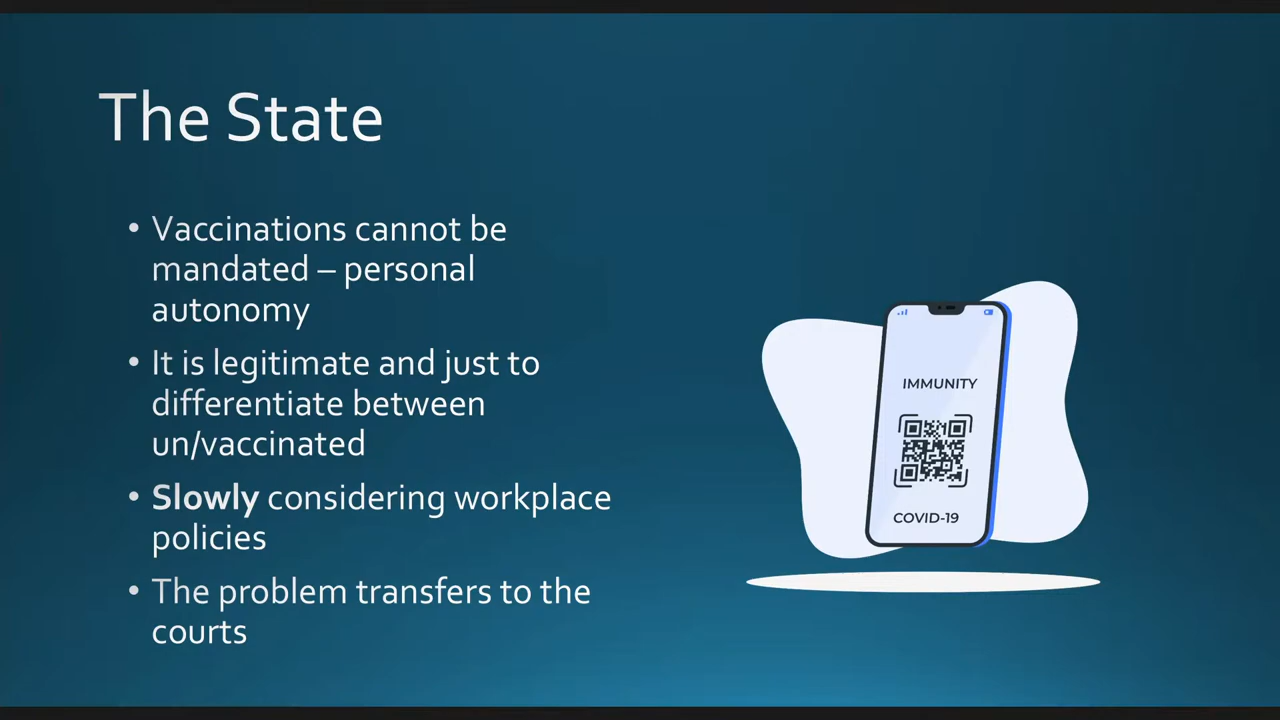 The State
• Vaccinations cannot be
mandated – personal
autonomy
• It is legitimate and just to
differentiate between
un/vaccinated
• Slowly considering workplace
policies
• The problem transfers to the
courts
IMMUNITY
COVID-19